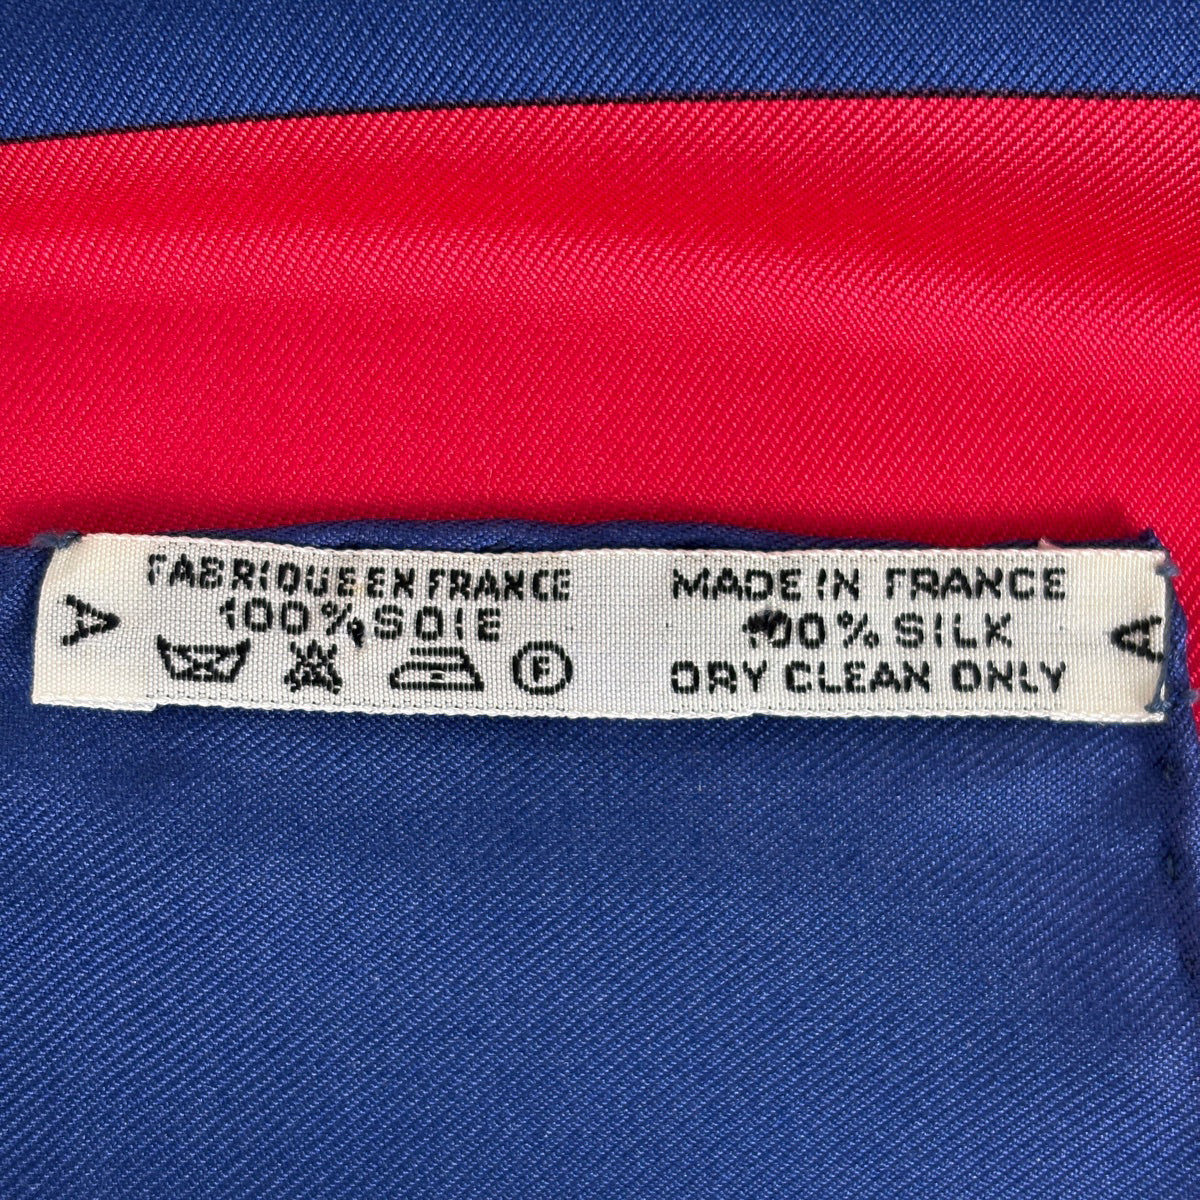 A
FABRIQUE EN FRANCE
100% SOIE
F
MADE IN FRANCE
100% SILK
DRY CLEAN ONLY
A